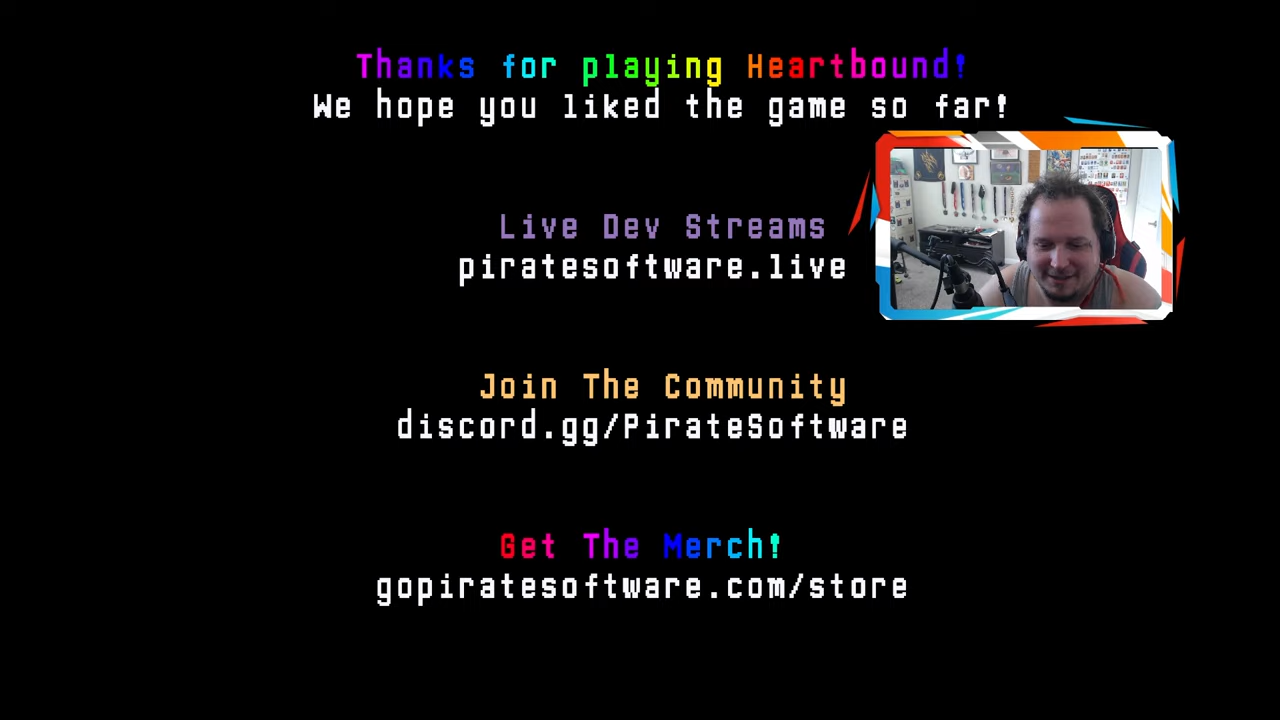 Thanks for playing Heartbound!
We hope you liked the game so far!
Live Dev Streams
piratesoftware.live
Join The Community
discord.gg/PirateSoftware
Get The Merch!
gopiratesoftware.com/store